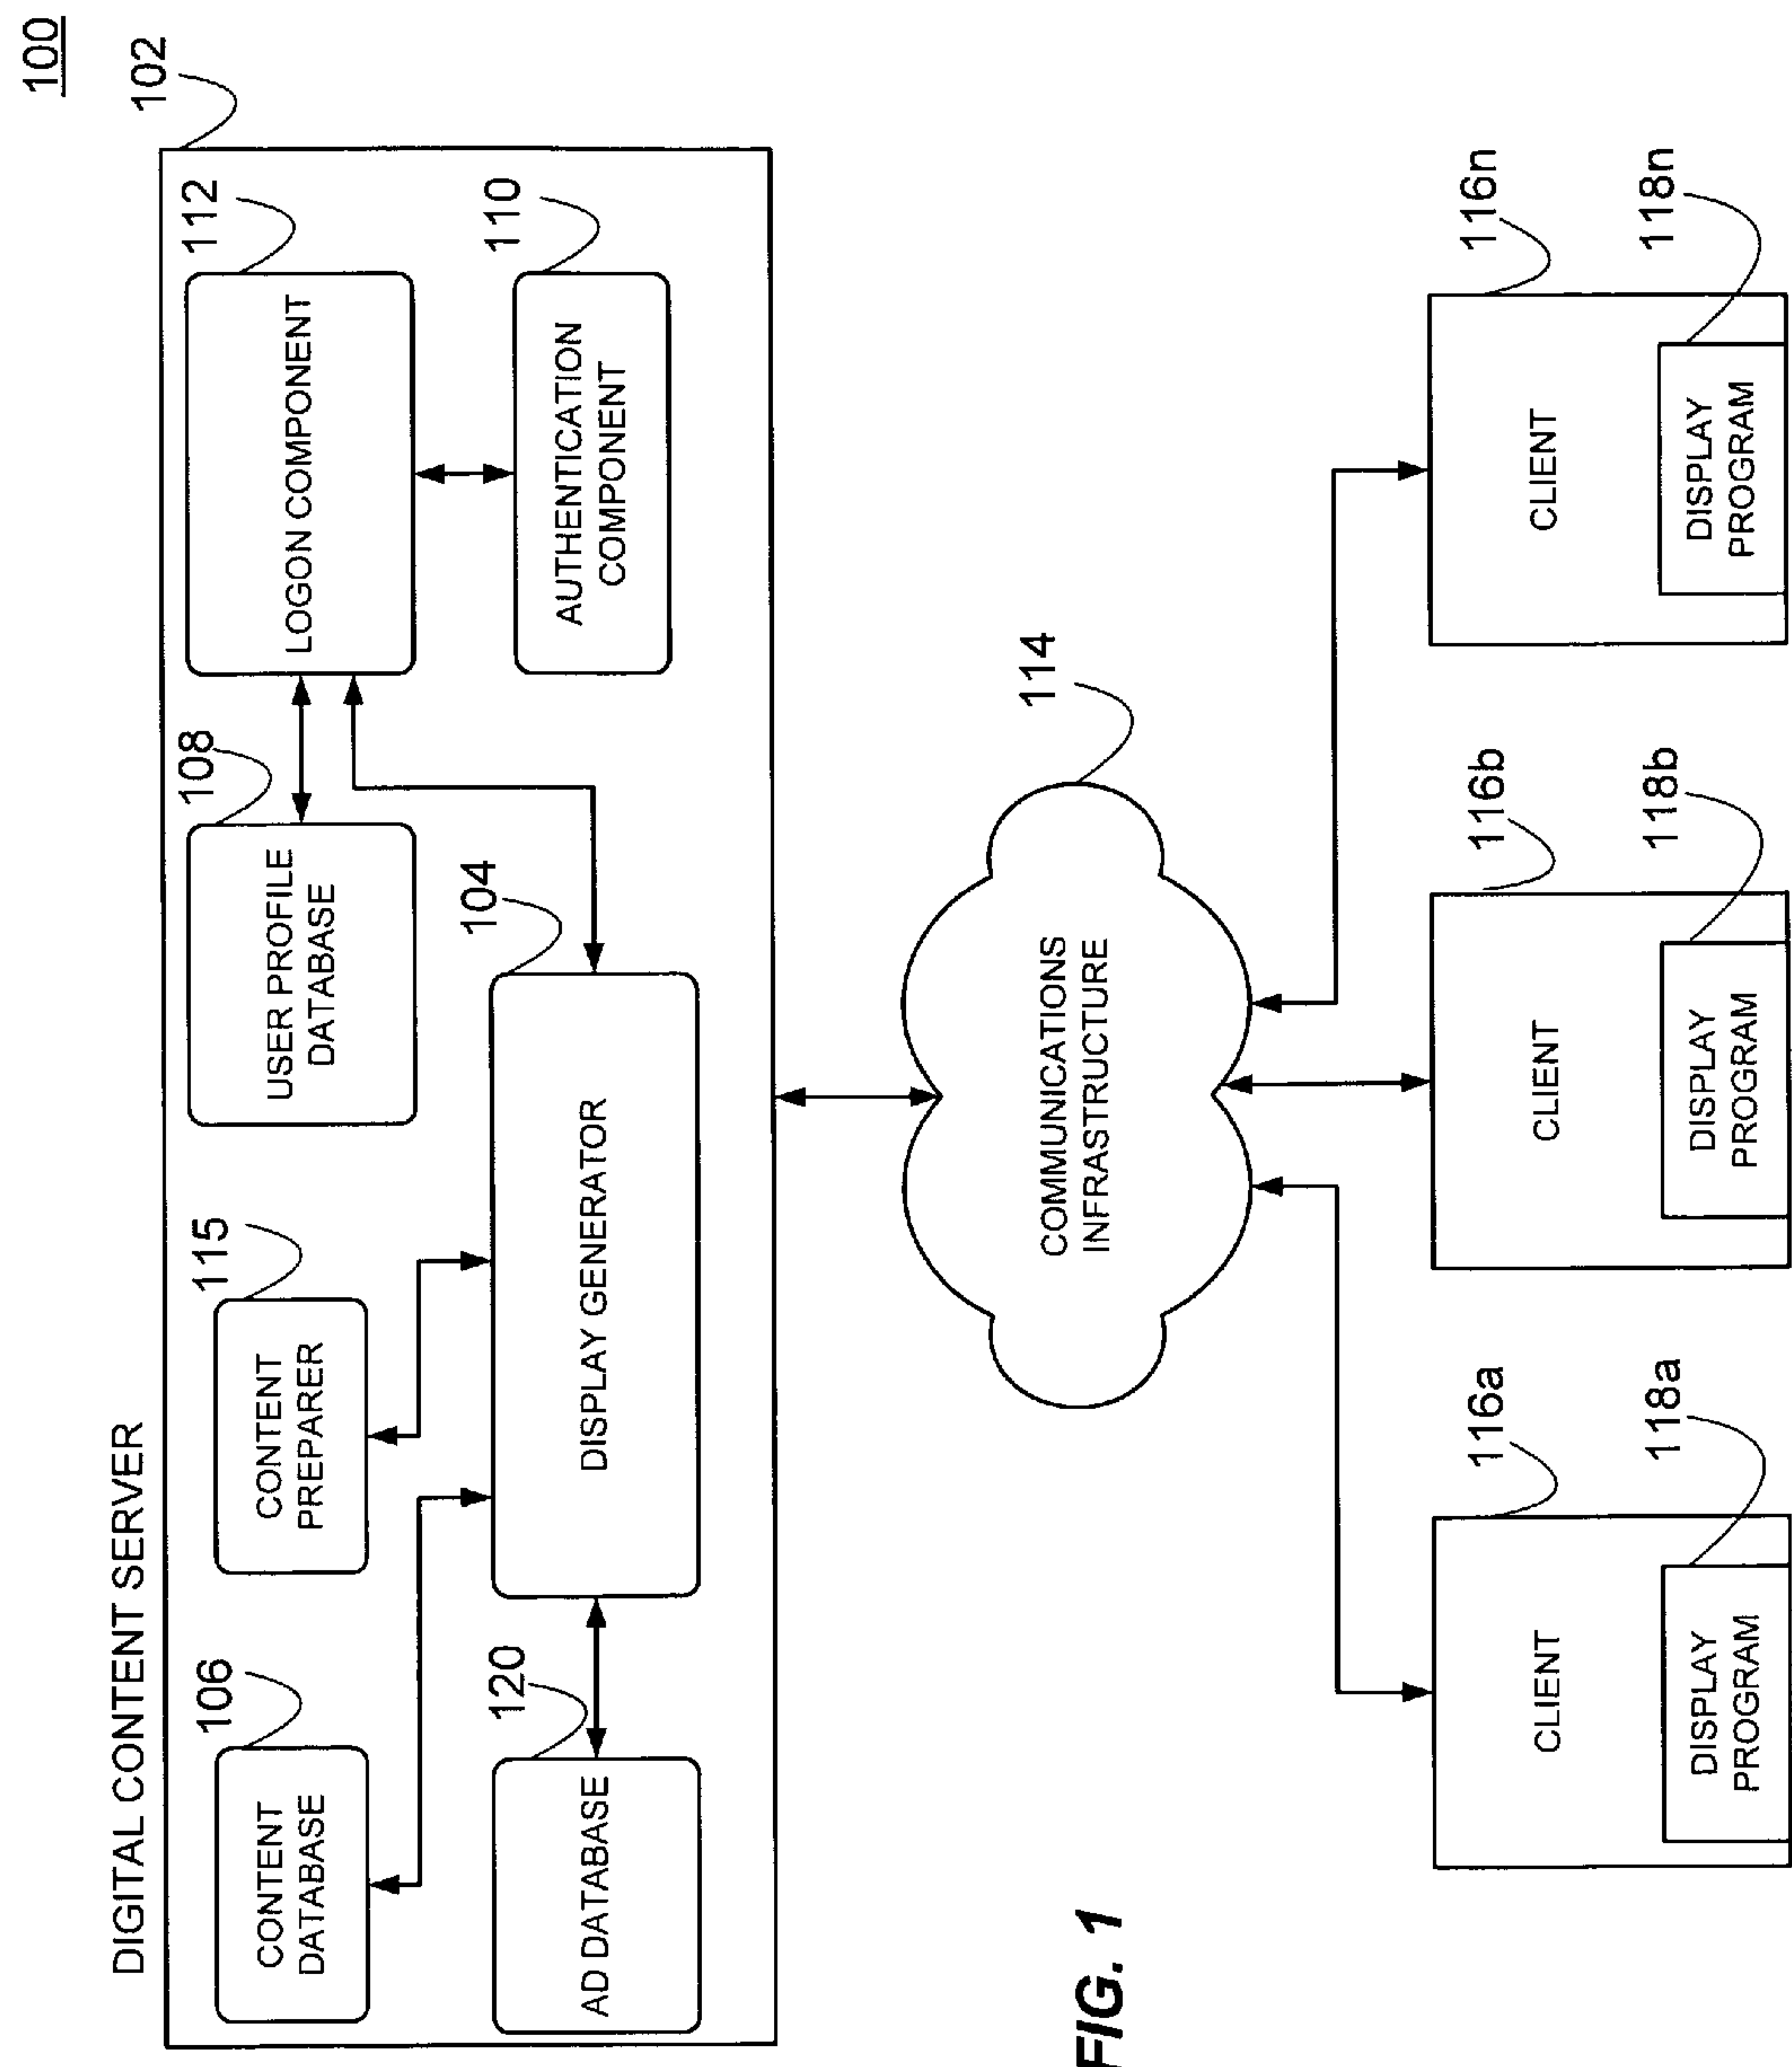 100
DIGITAL CONTENT SERVER
102
106
CONTENT
DATABASE
115
CONTENT
PREPARER
108
USER PROFILE
DATABASE
112
LOGON COMPONENT
120
AD DATABASE
104
DISPLAY GENERATOR
110
AUTHENTICATION
COMPONENT
114
COMMUNICATIONS
INFRASTRUCTURE
FIG. 1
116a
CLIENT
118a
DISPLAY
PROGRAM
116b
CLIENT
118b
DISPLAY
PROGRAM
116n
CLIENT
118n
DISPLAY
PROGRAM